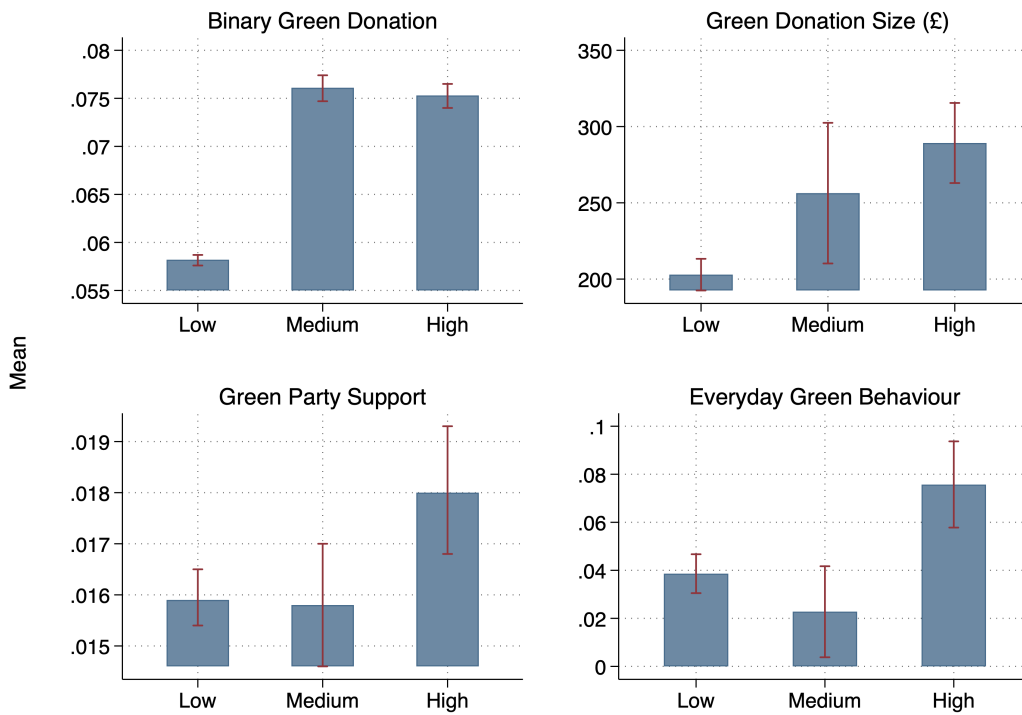 Mean
Binary Green Donation
.08
.075
.07
.065
.06
.055
Low Medium High
Green Donation Size (£)
350
300
250
200
Low Medium High
Green Party Support
.019
.018
.017
.016
.015
Low Medium High
Everyday Green Behaviour
.1
.08
.06
.04
.02
0
Low Medium High